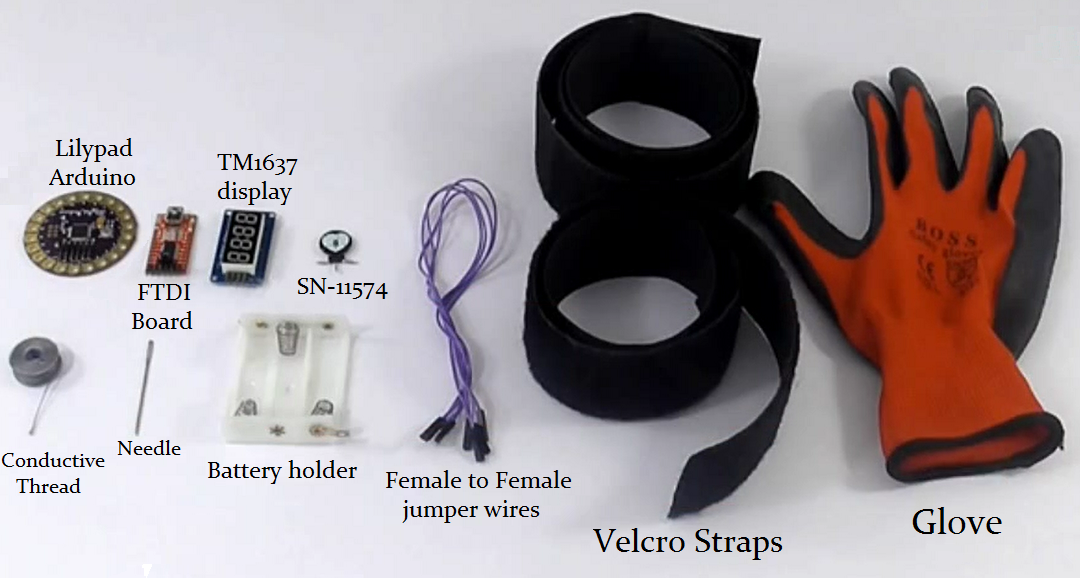 Lilypad
Arduino
TM1637
display
FTDI
Board
SN-11574
Conductive
Thread
Needle
Battery holder
Female to Female
jumper wires
Velcro Straps
Glove
BOSS
CE